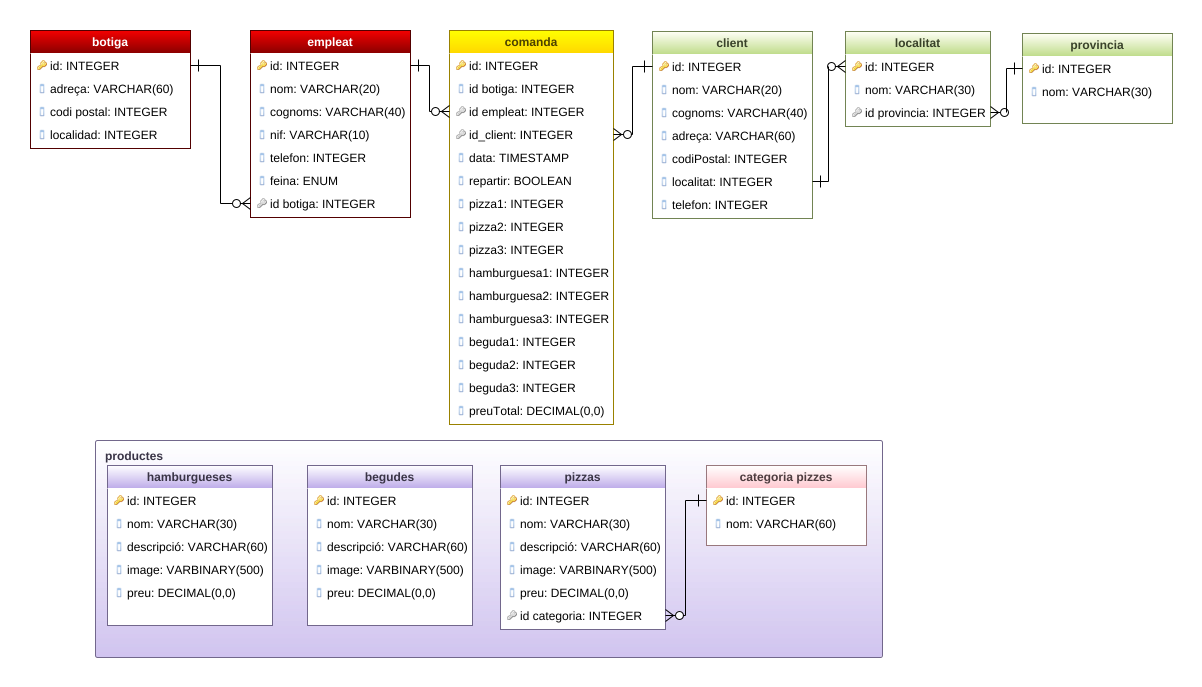 botiga
id: INTEGER
adreça: VARCHAR(60)
codi postal: INTEGER
localidad: INTEGER
empleat
id: INTEGER
nom: VARCHAR(20)
cognoms: VARCHAR(40)
nif: VARCHAR(10)
telefon: INTEGER
feina: ENUM
id botiga: INTEGER
comanda
id: INTEGER
id botiga: INTEGER
id empleat: INTEGER
id_client: INTEGER
data: TIMESTAMP
repartir: BOOLEAN
pizza1: INTEGER
pizza2: INTEGER
pizza3: INTEGER
hamburguesa1: INTEGER
hamburguesa2: INTEGER
hamburguesa3: INTEGER
beguda1: INTEGER
beguda2: INTEGER
beguda3: INTEGER
preuTotal: DECIMAL(0,0)
client
id: INTEGER
nom: VARCHAR(20)
cognoms: VARCHAR(40)
adreça: VARCHAR(60)
codiPostal: INTEGER
localitat: INTEGER
telefon: INTEGER
localitat
id: INTEGER
nom: VARCHAR(30)
id provincia: INTEGER
provincia
id: INTEGER
nom: VARCHAR(30)
productes
hamburgueses
id: INTEGER
nom: VARCHAR(30)
descripció: VARCHAR(60)
image: VARBINARY(500)
preu: DECIMAL(0,0)
begudes
id: INTEGER
nom: VARCHAR(30)
descripció: VARCHAR(60)
image: VARBINARY(500)
preu: DECIMAL(0,0)
pizzas
id: INTEGER
nom: VARCHAR(30)
descripció: VARCHAR(60)
image: VARBINARY(500)
preu: DECIMAL(0,0)
id categoria: INTEGER
categoria pizzes
id: INTEGER
nom: VARCHAR(60)